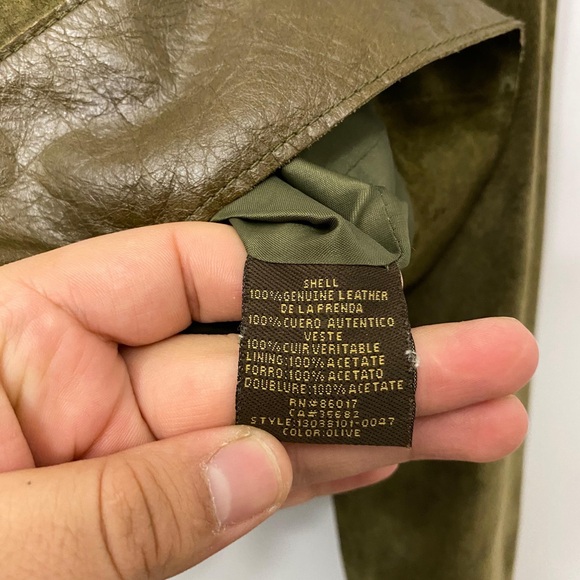 SHELL
100%GENUINE LEATHER
DE LA PRENDA
100%CUERO AUTENTICO
VESTE
100%CUIR VERITABLE
LINING:100% ACETATE
FORRO:100% ACETATO
DOUBLURE:100% ACETATE
RN#86017
CA#35682
STYLE:1303B101-0047
COLOR:OLIVE